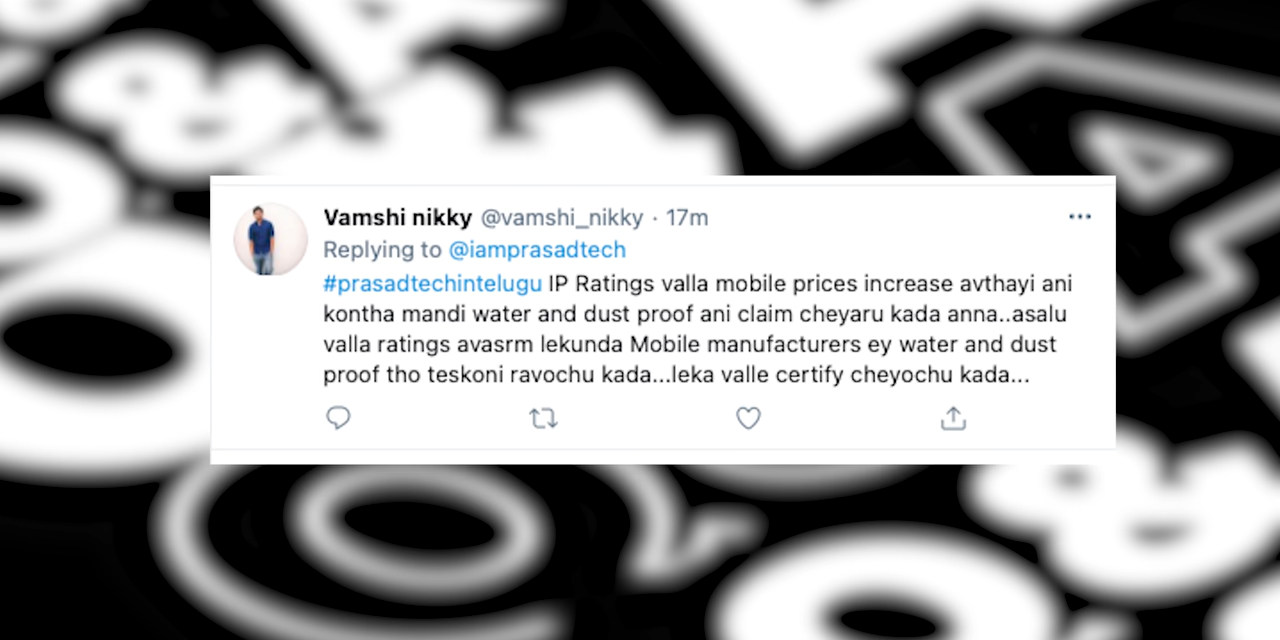 Vamshi nikky @vamshi_nikky · 17m
Replying to @iamprasadtech
#prasadtechintelugu IP Ratings valla mobile prices increase avthayi ani
kontha mandi water and dust proof ani claim cheyaru kada anna..asalu
valla ratings avasrm lekunda Mobile manufacturers ey water and dust
proof tho teskoni ravochu kada...leka valle certify cheyochu kada...